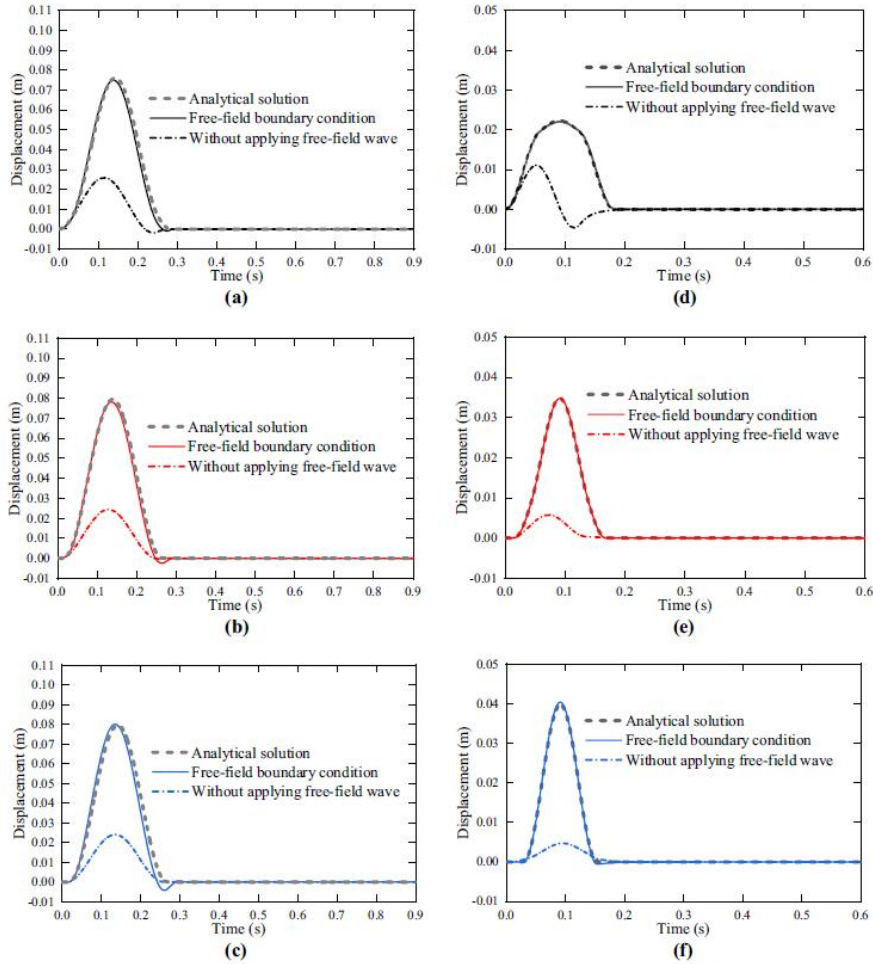 0.11
0.10
0.09
0.08
0.07
0.06
0.05
0.04
0.03
0.02
0.01
0.00
-0.01
Displacement (m)
Analytical solution
Free-field boundary condition
Without applying free-field wave
0.0 0.1 0.2 0.3 0.4 0.5 0.6 0.7 0.8 0.9
Time (s)
(a)
0.05
0.04
0.03
0.02
0.01
0.00
-0.01
Displacement (m)
Analytical solution
Free-field boundary condition
Without applying free-field wave
0.0 0.1 0.2 0.3 0.4 0.5 0.6
Time (s)
(d)
0.11
0.10
0.09
0.08
0.07
0.06
0.05
0.04
0.03
0.02
0.01
0.00
-0.01
Displacement (m)
Analytical solution
Free-field boundary condition
Without applying free-field wave
0.0 0.1 0.2 0.3 0.4 0.5 0.6 0.7 0.8 0.9
Time (s)
(b)
0.05
0.04
0.03
0.02
0.01
0.00
-0.01
Displacement (m)
Analytical solution
Free-field boundary condition
Without applying free-field wave
0.0 0.1 0.2 0.3 0.4 0.5 0.6
Time (s)
(e)
0.11
0.10
0.09
0.08
0.07
0.06
0.05
0.04
0.03
0.02
0.01
0.00
-0.01
Displacement (m)
Analytical solution
Free-field boundary condition
Without applying free-field wave
0.0 0.1 0.2 0.3 0.4 0.5 0.6 0.7 0.8 0.9
Time (s)
(c)
0.05
0.04
0.03
0.02
0.01
0.00
-0.01
Displacement (m)
Analytical solution
Free-field boundary condition
Without applying free-field wave
0.0 0.1 0.2 0.3 0.4 0.5 0.6
Time (s)
(f)